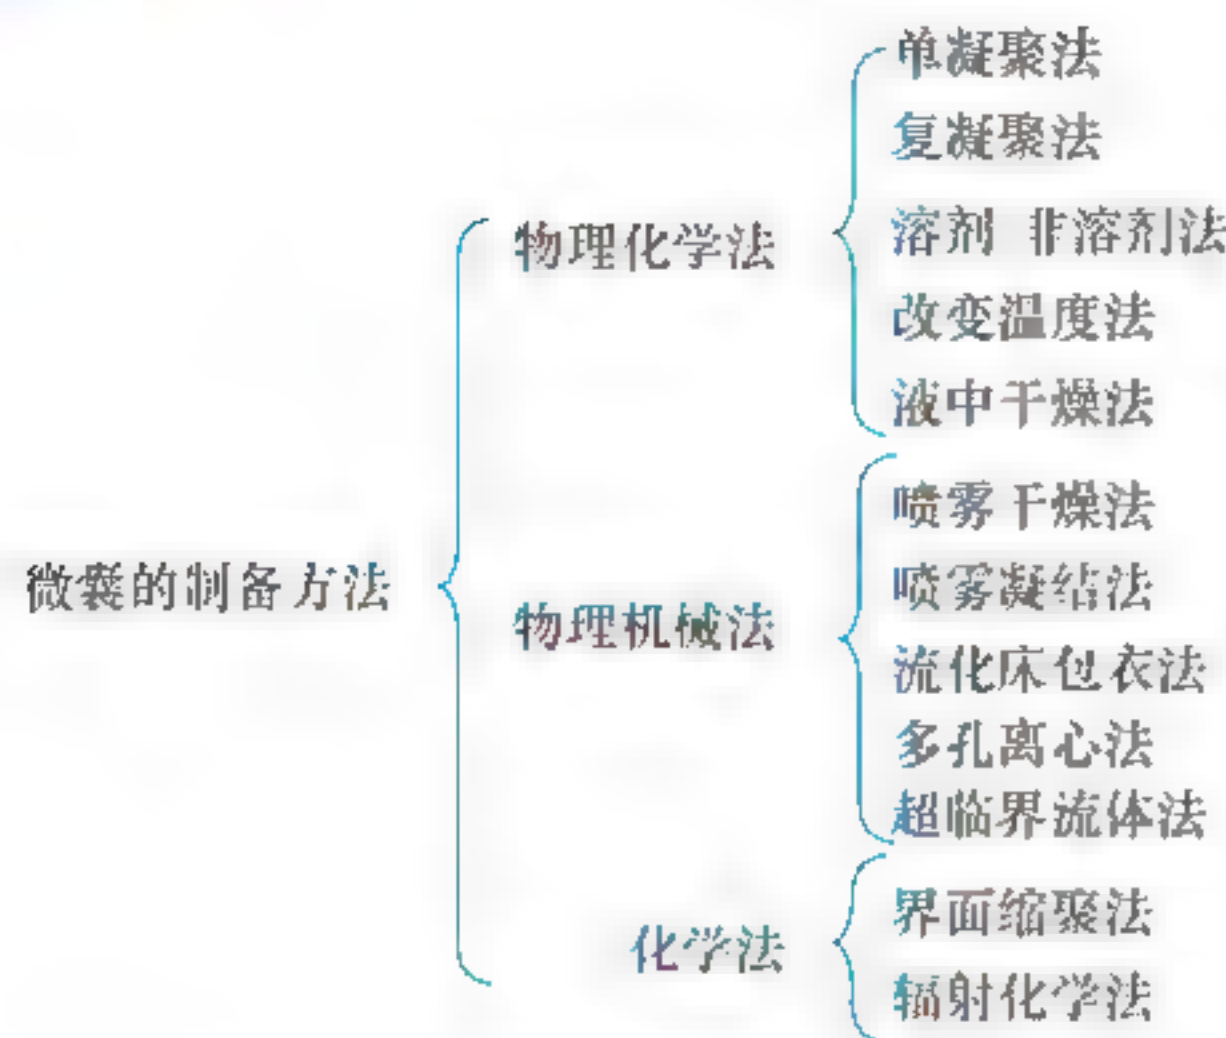 微囊的制备方法
物理化学法
单凝聚法
复凝聚法
溶剂 非溶剂法
改变温度法
液中干燥法
物理机械法
喷雾干燥法
喷雾凝结法
流化床包衣法
多孔离心法
超临界流体法
化学法
界面缩聚法
辐射化学法